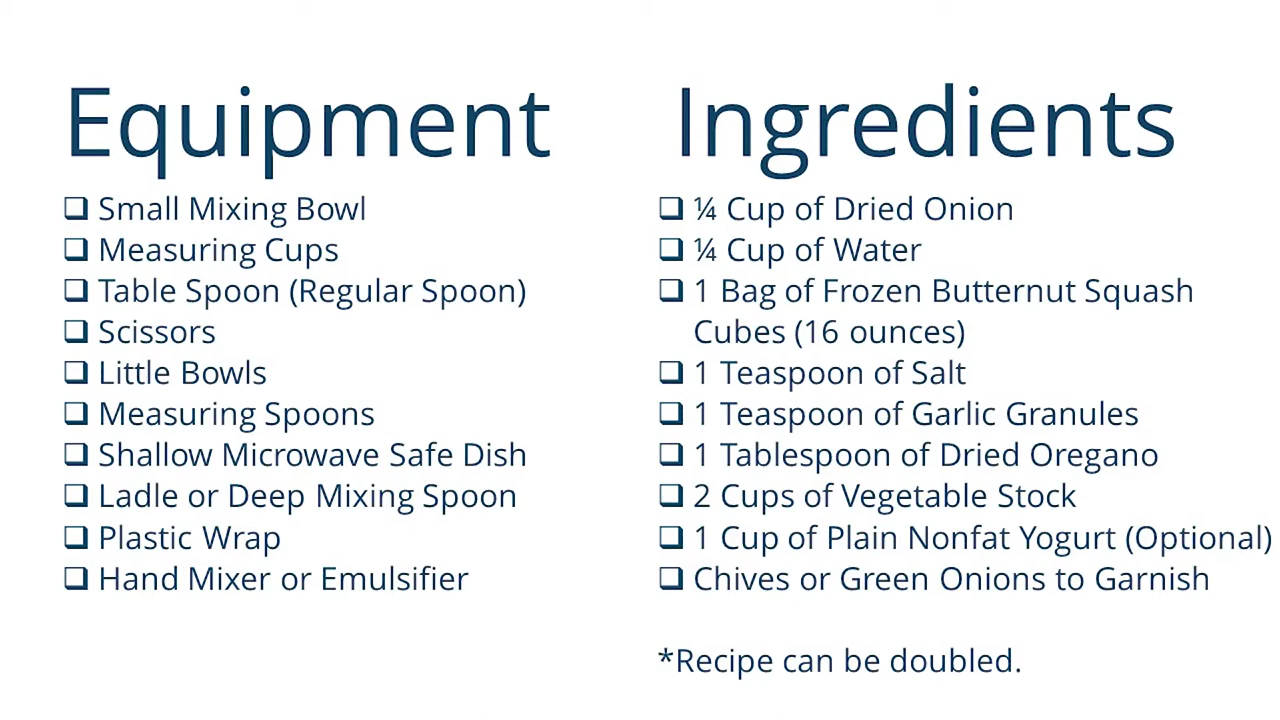 Equipment
❑ Small Mixing Bowl
❑ Measuring Cups
❑ Table Spoon (Regular Spoon)
❑ Scissors
❑ Little Bowls
❑ Measuring Spoons
❑ Shallow Microwave Safe Dish
❑ Ladle or Deep Mixing Spoon
❑ Plastic Wrap
❑ Hand Mixer or Emulsifier
Ingredients
❑ ¼ Cup of Dried Onion
❑ ¼ Cup of Water
❑ 1 Bag of Frozen Butternut Squash
Cubes (16 ounces)
❑ 1 Teaspoon of Salt
❑ 1 Teaspoon of Garlic Granules
❑ 1 Tablespoon of Dried Oregano
❑ 2 Cups of Vegetable Stock
❑ 1 Cup of Plain Nonfat Yogurt (Optional)
❑ Chives or Green Onions to Garnish
*Recipe can be doubled.